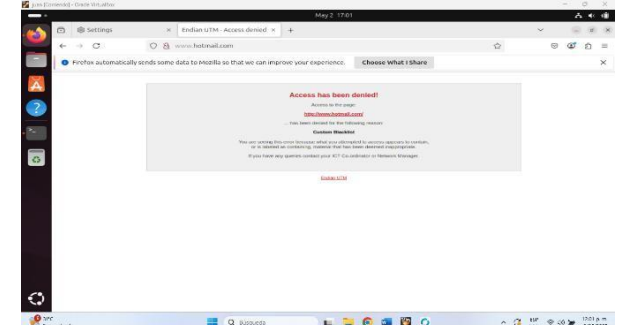 May 2 17:01
Settings
Endian UTM - Access denied
www.hotmail.com
Firefox automatically sends some data to Mozilla so that we can improve your experience.
Choose What I Share
Access has been denied!
Access to the page:
http://www.hotmail.com/
... has been denied for the following reason:
Custom Blacklist
You are seeing this error because what you attempted to access appears to contain,
or is labeled as containing, material that has been deemed inappropriate.
If you have any queries contact your ICT Co-ordinator or Network Manager.
Endian UTM
Búsqueda
12:01 p. m.